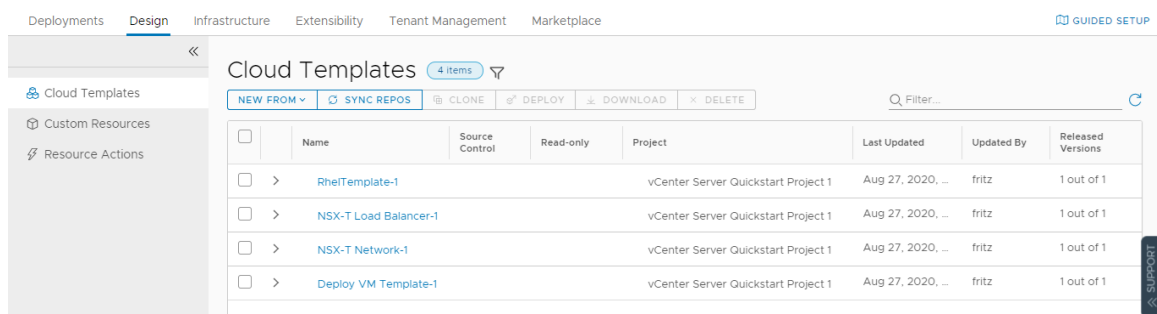 Deployments Design Infrastructure Extensibility Tenant Management Marketplace GUIDED SETUP
Cloud Templates
Custom Resources
Resource Actions
Cloud Templates 4 items
NEW FROM SYNC REPOS CLONE DEPLOY DOWNLOAD DELETE Filter...
Name Source Control Read-only Project Last Updated Updated By Released Versions
RhelTemplate-1 vCenter Server Quickstart Project 1 Aug 27, 2020, ... fritz 1 out of 1
NSX-T Load Balancer-1 vCenter Server Quickstart Project 1 Aug 27, 2020, ... fritz 1 out of 1
NSX-T Network-1 vCenter Server Quickstart Project 1 Aug 27, 2020, ... fritz 1 out of 1
Deploy VM Template-1 vCenter Server Quickstart Project 1 Aug 27, 2020, ... fritz 1 out of 1
SUPPORT